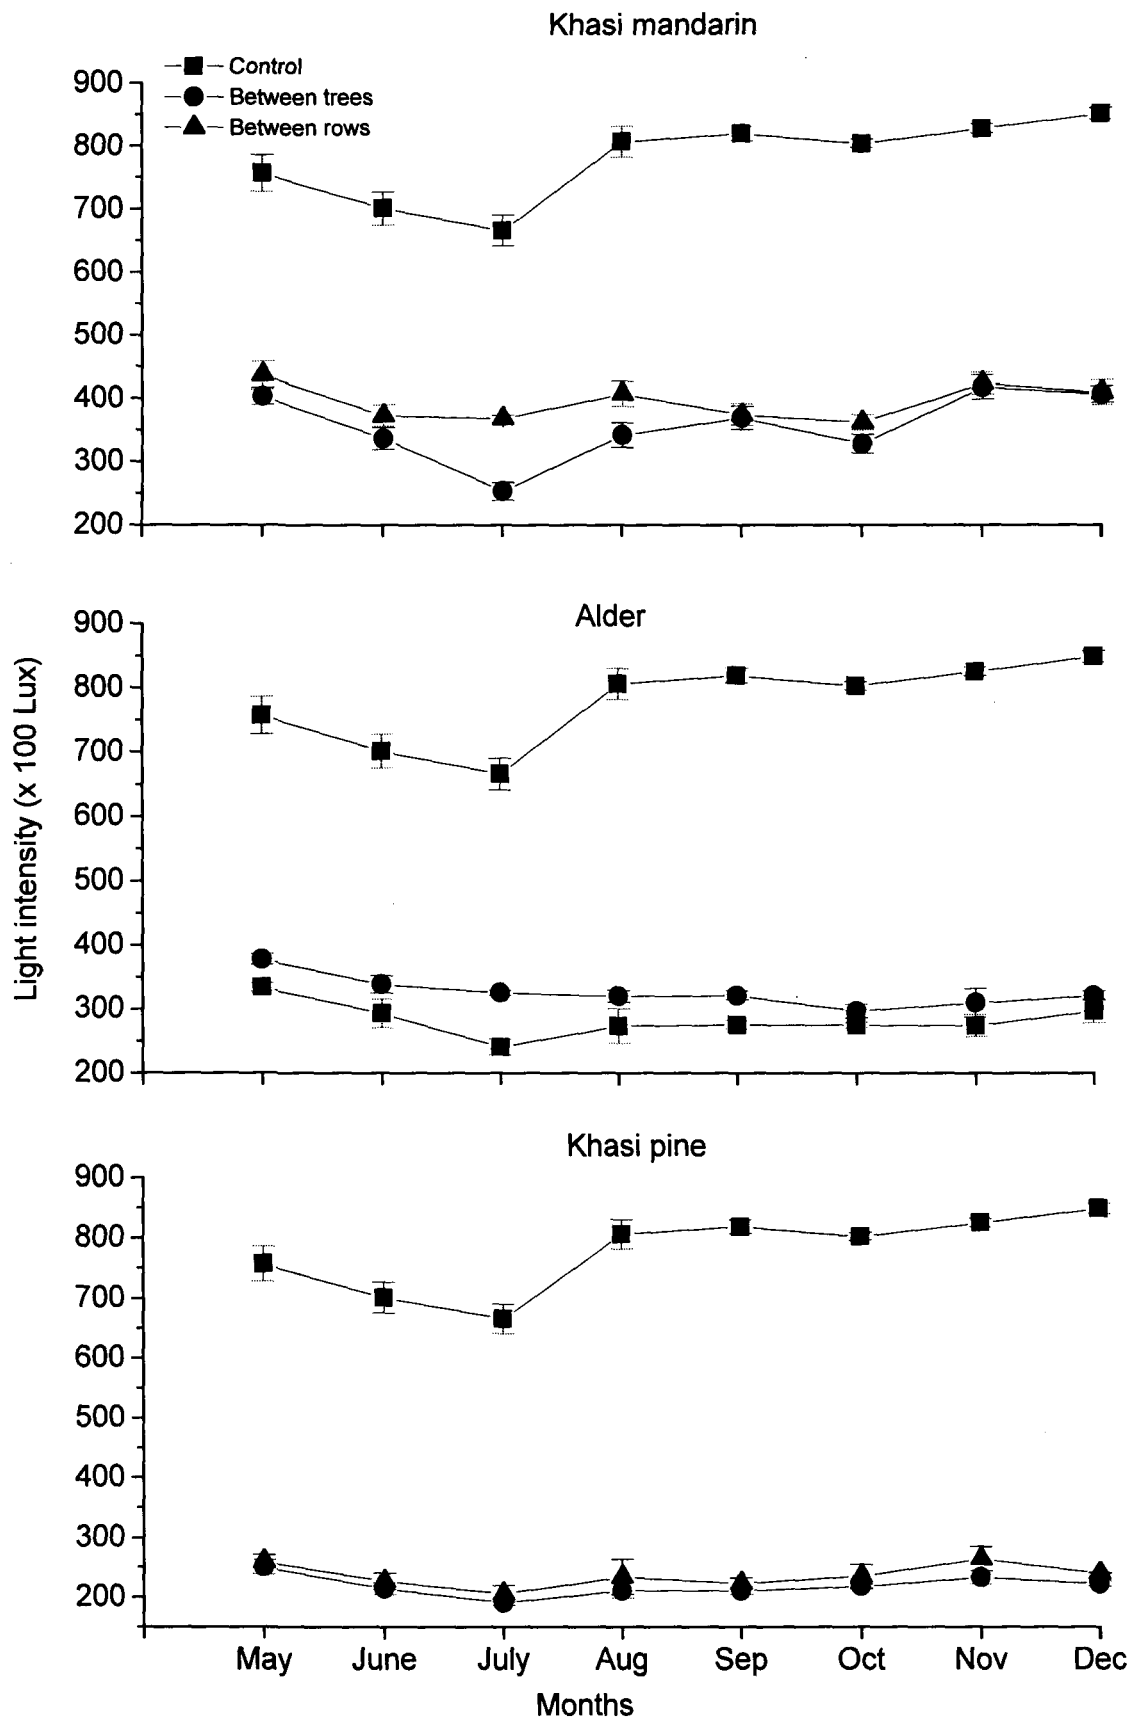 Khasi mandarin
Control
Between trees
Between rows
900
800
700
600
500
400
300
200
Alder
900
800
700
600
500
400
300
200
Light intensity (x 100 Lux)
Khasi pine
900
800
700
600
500
400
300
200
May June July Aug Sep Oct Nov Dec
Months